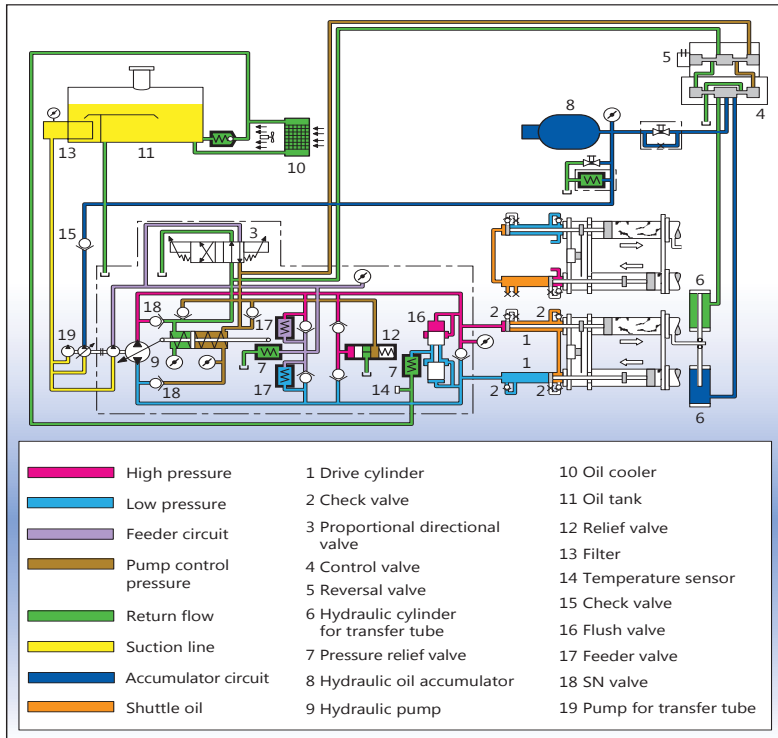 5
4
8
13
11
10
15
3
6
18
17
16
2
2
12
1
19
9
7
7
1
17
14
18
2
2
6
High pressure
Low pressure
Feeder circuit
Pump control
pressure
Return flow
Suction line
Accumulator circuit
Shuttle oil
1 Drive cylinder
2 Check valve
3 Proportional directional
valve
4 Control valve
5 Reversal valve
6 Hydraulic cylinder
for transfer tube
7 Pressure relief valve
8 Hydraulic oil accumulator
9 Hydraulic pump
10 Oil cooler
11 Oil tank
12 Relief valve
13 Filter
14 Temperature sensor
15 Check valve
16 Flush valve
17 Feeder valve
18 SN valve
19 Pump for transfer tube